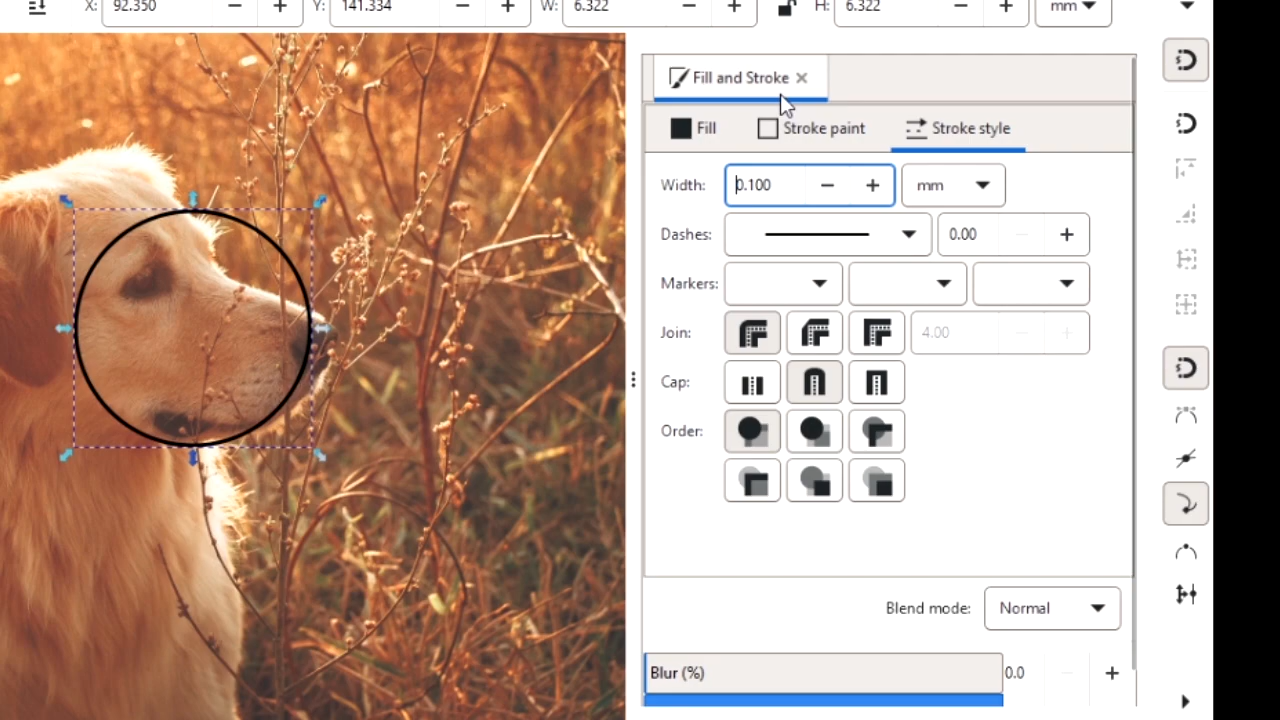 X: 92.350 Y: 141.334 W: 6.322 H: 6.322 mm
Fill and Stroke
Fill Stroke paint Stroke style
Width: 0.100 mm
Dashes: 0.00
Markers:
Join: 4.00
Cap:
Order:
Blend mode: Normal
Blur (%) 0.0